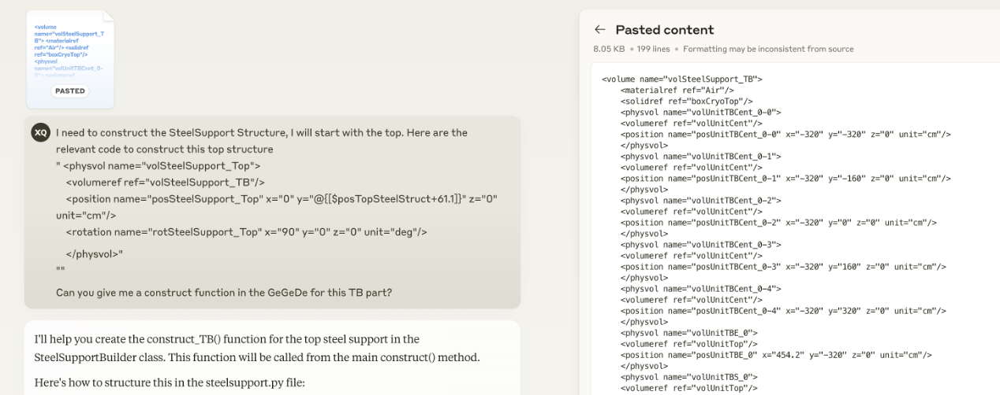 <volume
name="volSteelSupport_T
B"> <materialref
ref="Air"/> <solidref
ref="boxCryoTop"/>
<physvol
name="volUnitTBCent_0-
0"> <volumeref
PASTED
XQ
I need to construct the SteelSupport Structure, I will start with the top. Here are the
relevant code to construct this top structure
" <physvol name="volSteelSupport_Top">
<volumeref ref="volSteelSupport_TB"/>
<position name="posSteelSupport_Top" x="0" y="@{[$posTopSteelStruct+61.1]}" z="0"
unit="cm"/>
<rotation name="rotSteelSupport_Top" x="90" y="0" z="0" unit="deg"/>
</physvol>"
""
Can you give me a construct function in the GeGeDe for this TB part?
I'll help you create the construct_TB() function for the top steel support in the
SteelSupportBuilder class. This function will be called from the main construct() method.
Here's how to structure this in the steelsupport.py file:
← Pasted content
8.05 KB • 199 lines • Formatting may be inconsistent from source
<volume name="volSteelSupport_TB">
<materialref ref="Air"/>
<solidref ref="boxCryoTop"/>
<physvol name="volUnitTBCent_0-0">
<volumeref ref="volUnitCent"/>
<position name="posUnitTBCent_0-0" x="-320" y="-320" z="0" unit="cm"/>
</physvol>
<physvol name="volUnitTBCent_0-1">
<volumeref ref="volUnitCent"/>
<position name="posUnitTBCent_0-1" x="-320" y="-160" z="0" unit="cm"/>
</physvol>
<physvol name="volUnitTBCent_0-2">
<volumeref ref="volUnitCent"/>
<position name="posUnitTBCent_0-2" x="-320" y="0" z="0" unit="cm"/>
</physvol>
<physvol name="volUnitTBCent_0-3">
<volumeref ref="volUnitCent"/>
<position name="posUnitTBCent_0-3" x="-320" y="160" z="0" unit="cm"/>
</physvol>
<physvol name="volUnitTBCent_0-4">
<volumeref ref="volUnitCent"/>
<position name="posUnitTBCent_0-4" x="-320" y="320" z="0" unit="cm"/>
</physvol>
<physvol name="volUnitTBE_0">
<volumeref ref="volUnitTop"/>
<position name="posUnitTBE_0" x="454.2" y="-320" z="0" unit="cm"/>
</physvol>
<physvol name="volUnitTBS_0">
<volumeref ref="volUnitTop"/>